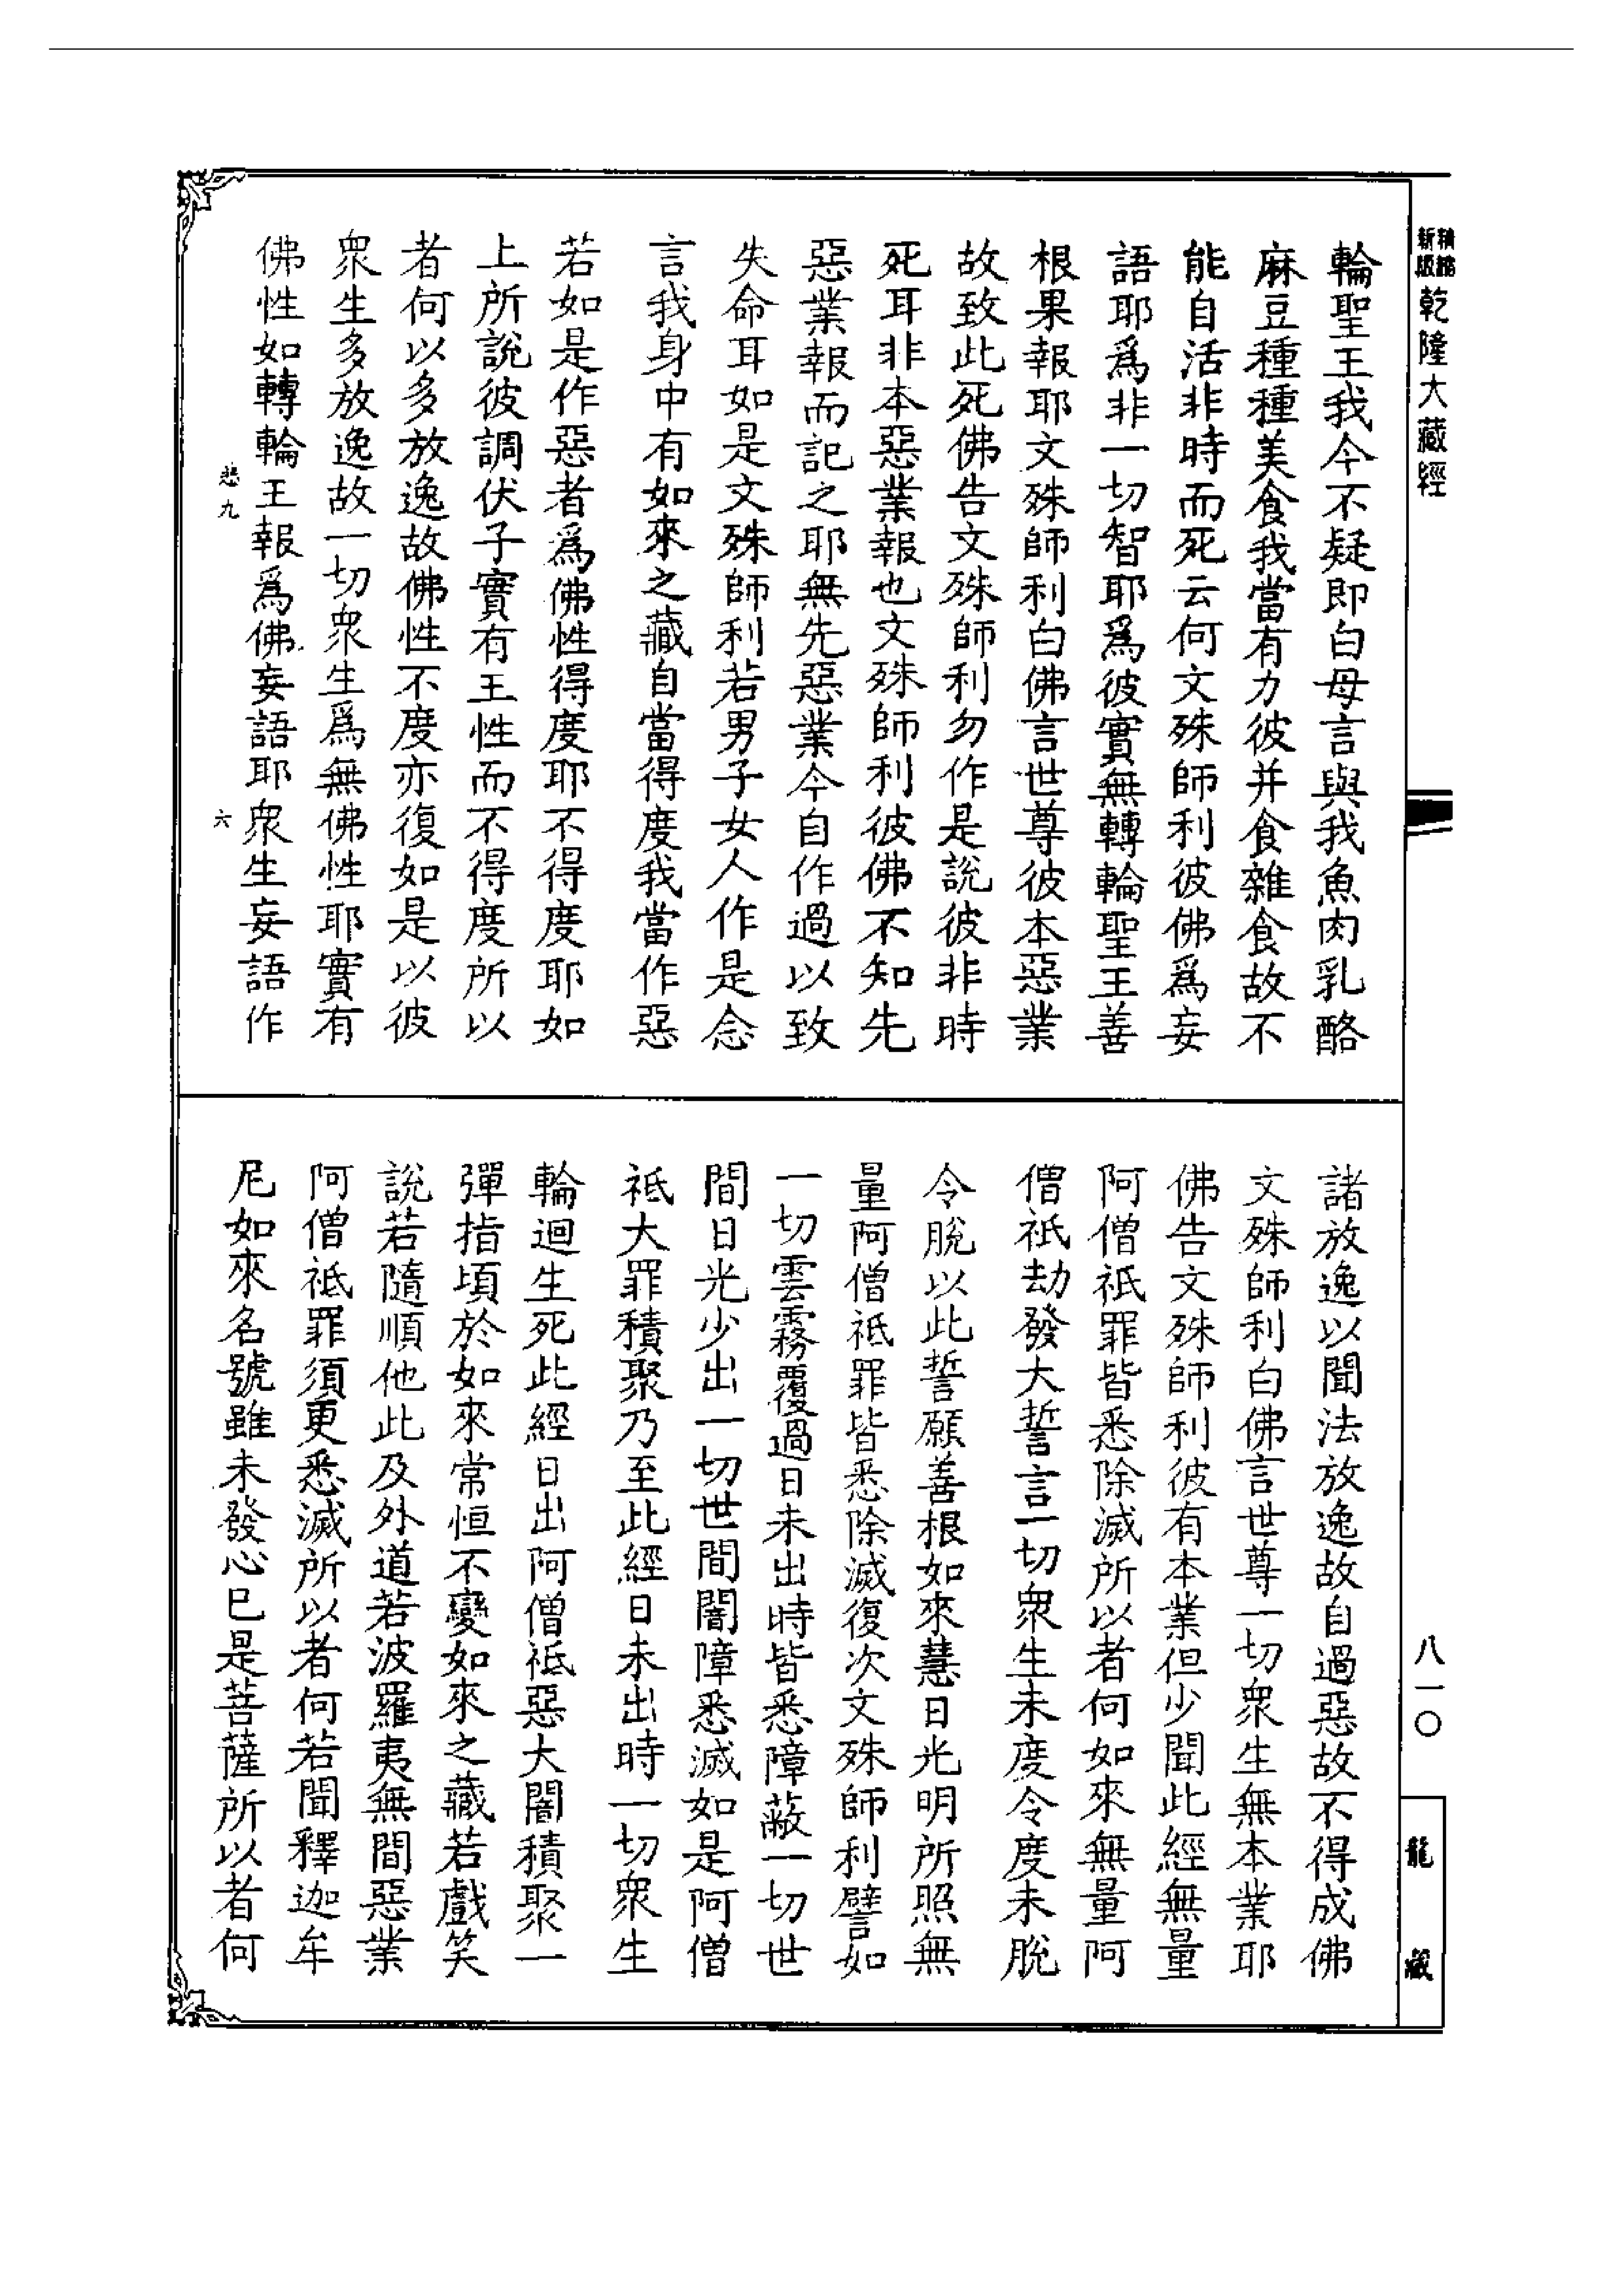 精縮新版乾隆大藏經
輪聖王我今不疑即白母言與我魚肉乳酪
麻豆種種美食我當有力彼并食雜食故不
能自活非時而死云何文殊師利彼佛爲妄
語耶爲非一切智耶爲彼實無轉輪聖王善
根果報耶文殊師利白佛言世尊彼本惡業
故致此死佛告文殊師利勿作是說彼非時
死耳非本惡業報也文殊師利彼佛不知先
惡業報而記之耶無先惡業今自作過以致
失命耳如是文殊師利若男子女人作是念
言我身中有如來之藏自當得度我當作惡
若如是作惡者爲佛性得度耶不得度耶如
上所說彼調伏子實有王性而不得度所以
者何以多放逸故佛性不度亦復如是以彼
眾生多放逸故一切眾生爲無佛性耶實有
佛性如轉輪王報爲佛妄語耶眾生妄語作
悲九
六
諸放逸以聞法放逸故自過惡故不得成佛
文殊師利白佛言世尊一切眾生無本業耶
佛告文殊師利彼有本業但少聞此經無量
阿僧祇罪皆悉除滅所以者何如來無量阿
僧祇劫發大誓言一切眾生未度令度未脫
令脫以此誓願善根如來慧日光明所照無
量阿僧祇罪皆悉除滅復次文殊師利譬如
一切雲霧覆過日未出時皆悉障蔽一切世
間日光少出一切世間闇障悉滅如是阿僧
祇大罪積聚乃至此經日未出時一切眾生
輪迴生死此經日出阿僧祇惡大闇積聚一
彈指頃於如來常恒不變如來之藏若戲笑
說若隨順他此及外道若波羅夷無間惡業
阿僧祇罪須更悉滅所以者何若聞釋迦牟
尼如來名號雖未發心已是菩薩所以者何
八一〇
龍藏